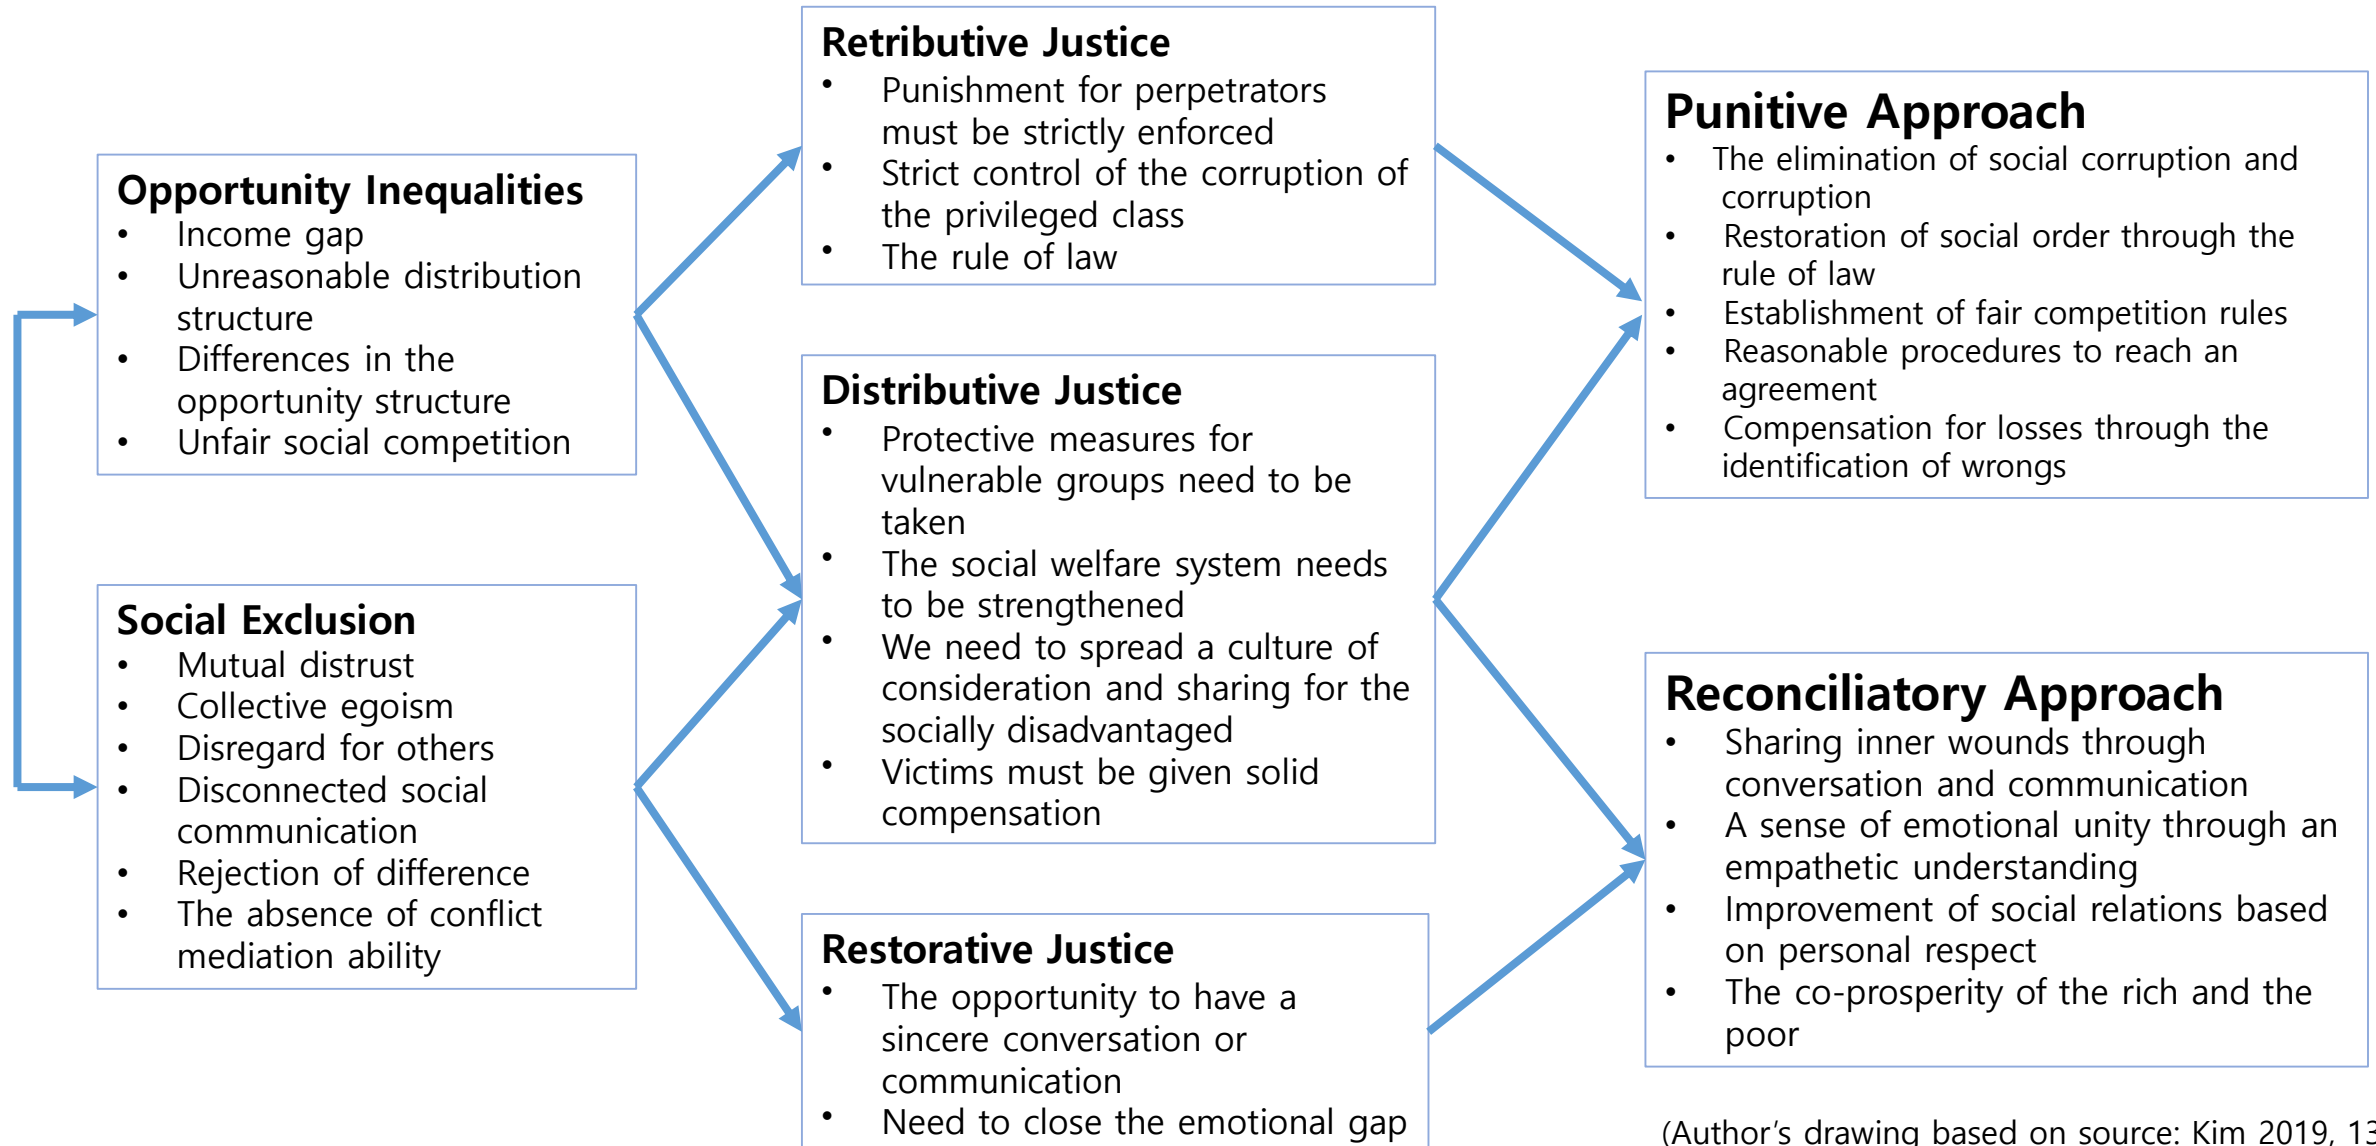 Opportunity Inequalities
• Income gap
• Unreasonable distribution
structure
• Differences in the
opportunity structure
• Unfair social competition
Social Exclusion
• Mutual distrust
• Collective egoism
• Disregard for others
• Disconnected social
communication
• Rejection of difference
• The absence of conflict
mediation ability
Retributive Justice
• Punishment for perpetrators
must be strictly enforced
• Strict control of the corruption of
the privileged class
• The rule of law
Distributive Justice
• Protective measures for
vulnerable groups need to be
taken
• The social welfare system needs
to be strengthened
• We need to spread a culture of
consideration and sharing for the
socially disadvantaged
• Victims must be given solid
compensation
Restorative Justice
• The opportunity to have a
sincere conversation or
communication
• Need to close the emotional gap
Punitive Approach
• The elimination of social corruption and
corruption
• Restoration of social order through the
rule of law
• Establishment of fair competition rules
• Reasonable procedures to reach an
agreement
• Compensation for losses through the
identification of wrongs
Reconciliatory Approach
• Sharing inner wounds through
conversation and communication
• A sense of emotional unity through an
empathetic understanding
• Improvement of social relations based
on personal respect
• The co-prosperity of the rich and the
poor
(Author's drawing based on source: Kim 2019,